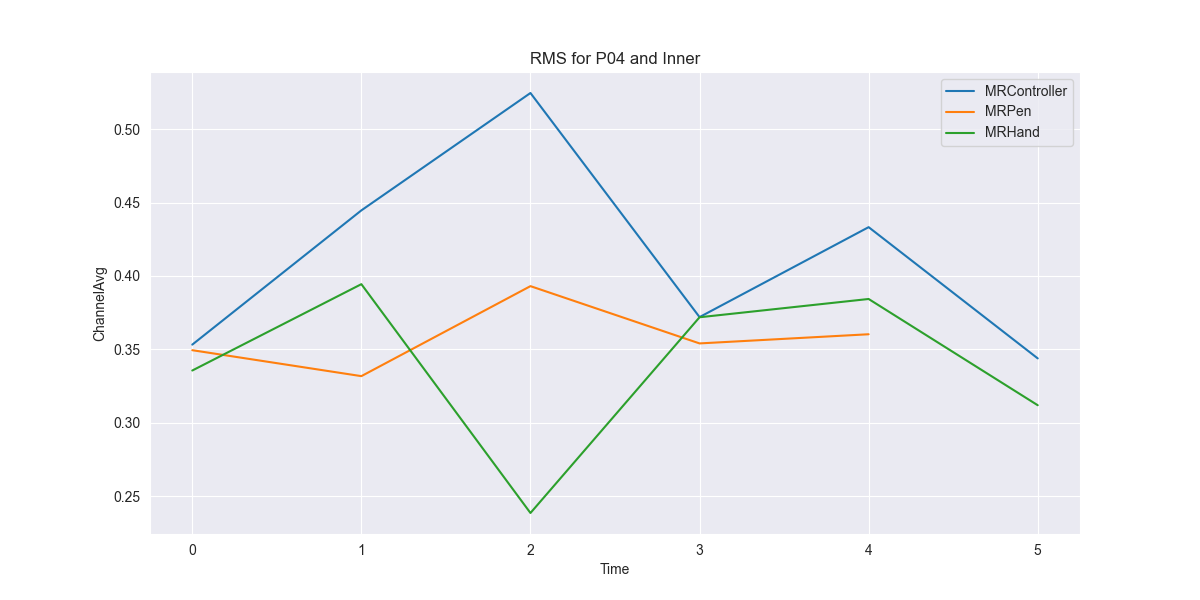 RMS for P04 and Inner
MRController
MRPen
MRHand
ChannelAvg
0.50
0.45
0.40
0.35
0.30
0.25
0 1 2 3 4 5
Time